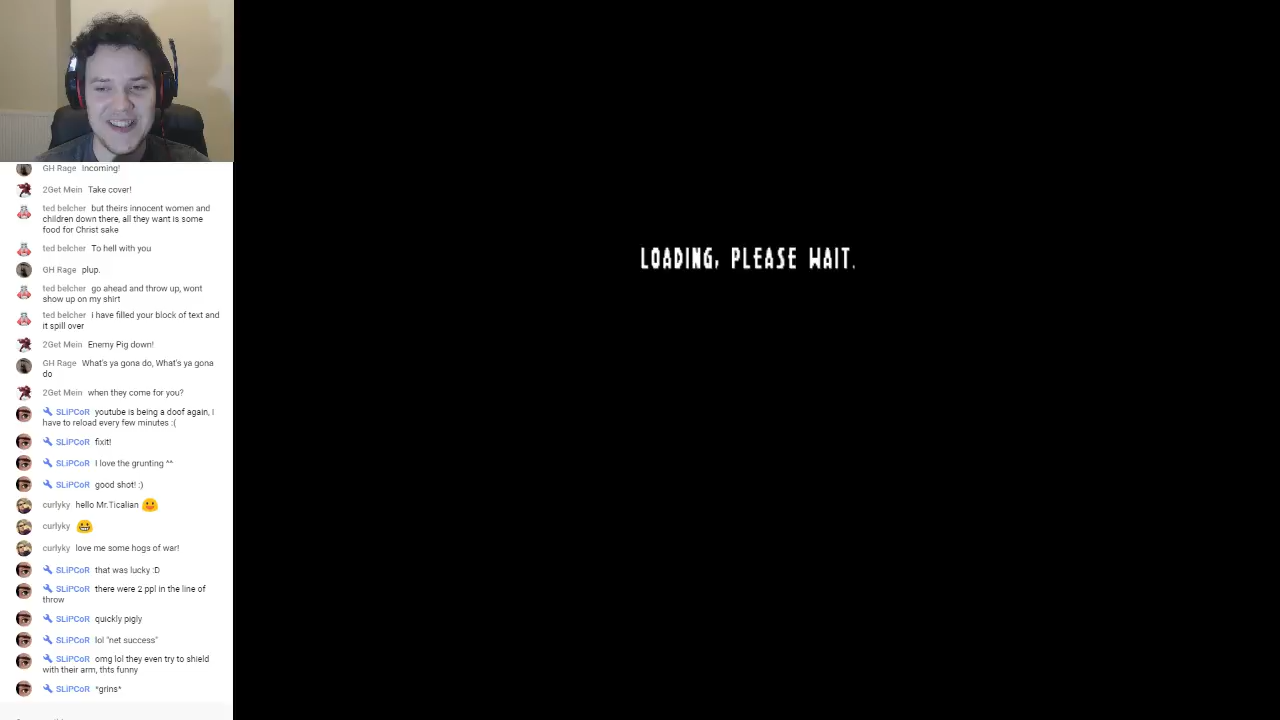 GH Rage Incoming!
2Get Mein Take cover!
ted belcher but theirs innocent women and
children down there, all they want is some
food for Christ sake
ted belcher To hell with you
GH Rage plup.
ted belcher go ahead and throw up, wont
show up on my shirt
ted belcher i have filled your block of text and
it spill over
2Get Mein Enemy Pig down!
GH Rage What's ya gona do, What's ya gona
do
2Get Mein when they come for you?
SLiPCoR youtube is being a doof again, I
have to reload every few minutes :(
SLiPCoR fixit!
SLiPCoR I love the grunting ^^
SLiPCoR good shot! :)
curlyky hello Mr.Ticalian
curlyky
curlyky love me some hogs of war!
SLiPCoR that was lucky :D
SLiPCoR there were 2 ppl in the line of
throw
SLiPCoR quickly pigly
SLiPCoR lol "net success"
SLiPCoR omg lol they even try to shield
with their arm, thts funny
SLiPCoR *grins*
LOADING, PLEASE WAIT.